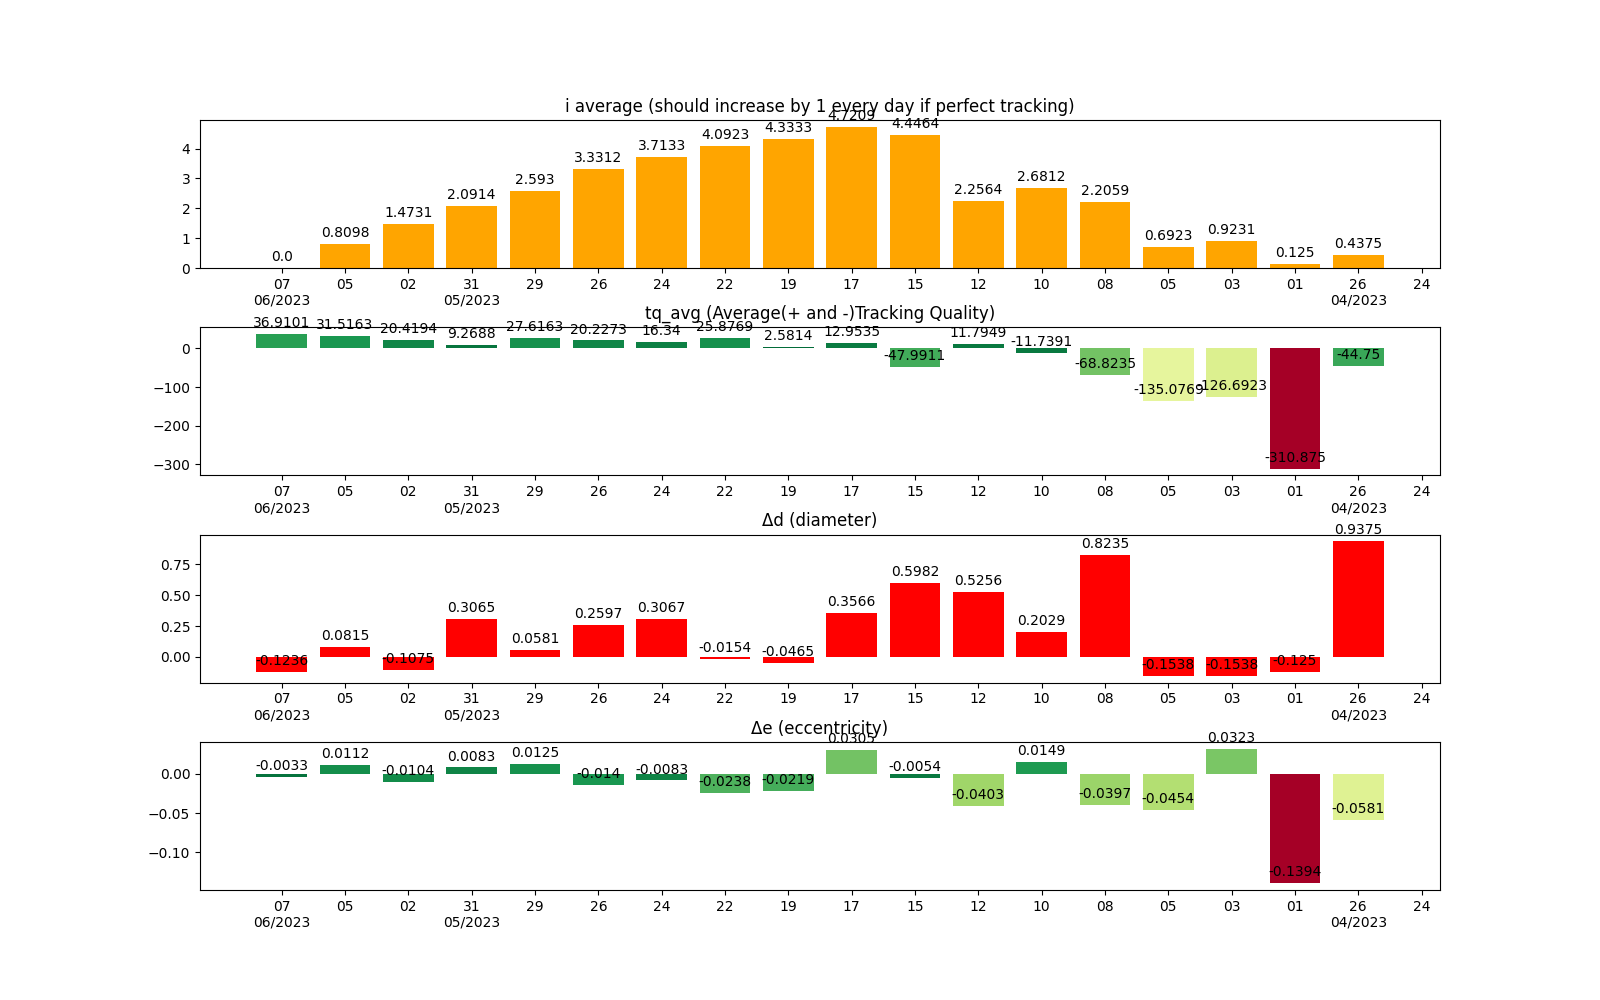 i average (should increase by 1 every day if perfect tracking)
0.0 0.8098 1.4731 2.0914 2.593 3.3312 3.7133 4.0923 4.3333 4.7209 4.4464 2.2564 2.6812 2.2059 0.6923 0.9231 0.125 0.4375
4
3
2
1
0
07 05 02 31 29 26 24 22 19 17 15 12 10 08 05 03 01 26 24
06/2023 05/2023 04/2023
tq_avg (Average(+ and -)Tracking Quality)
36.9101 31.5163 20.4194 9.2688 27.6163 20.2273 16.34 25.8769 2.5814 12.9535 -47.9911 11.7949 -11.7391 -68.8235 -135.0769 -126.6923 -310.875 -44.75
0
−100
−200
−300
07 05 02 31 29 26 24 22 19 17 15 12 10 08 05 03 01 26 24
06/2023 05/2023 04/2023
Δd (diameter)
-0.1236 0.0815 -0.1075 0.3065 0.0581 0.2597 0.3067 -0.0154 -0.0465 0.3566 0.5982 0.5256 0.2029 0.8235 -0.1538 -0.1538 -0.125 0.9375
0.75
0.50
0.25
0.00
07 05 02 31 29 26 24 22 19 17 15 12 10 08 05 03 01 26 24
06/2023 05/2023 04/2023
Δe (eccentricity)
-0.0033 0.0112 -0.0104 0.0083 0.0125 -0.014 -0.0083 -0.0238 -0.0219 0.0305 -0.0054 -0.0403 0.0149 -0.0397 -0.0454 0.0323 -0.1394 -0.0581
0.00
−0.05
−0.10
07 05 02 31 29 26 24 22 19 17 15 12 10 08 05 03 01 26 24
06/2023 05/2023 04/2023